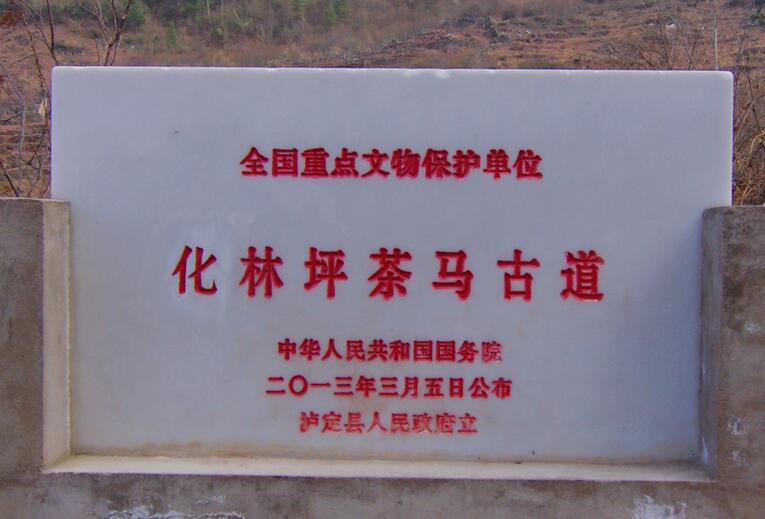 全国重点文物保护单位
化林坪茶马古道
中华人民共和国国务院
二〇一三年三月五日公布
泸定县人民政府立